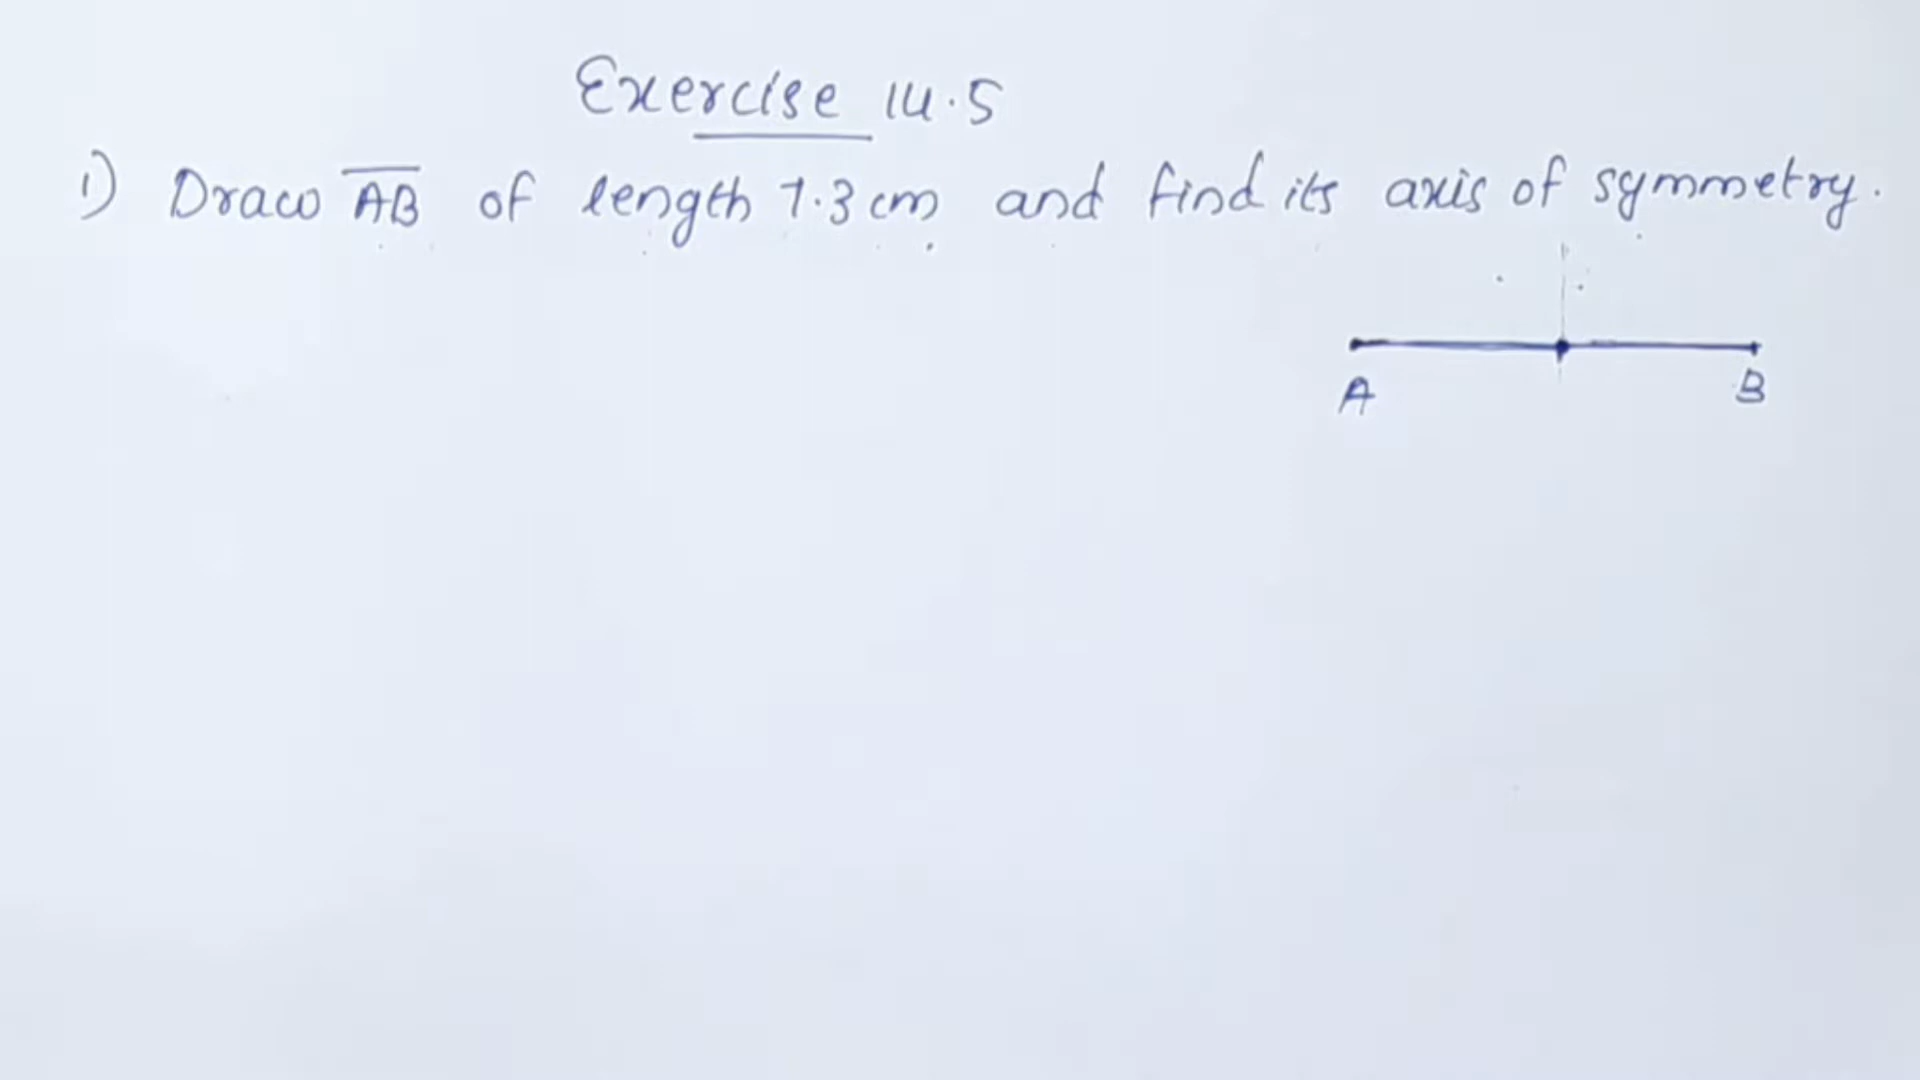 Exercise 14.5
1) Draw AB of length 7.3 cm and find its axis of symmetry.
A B